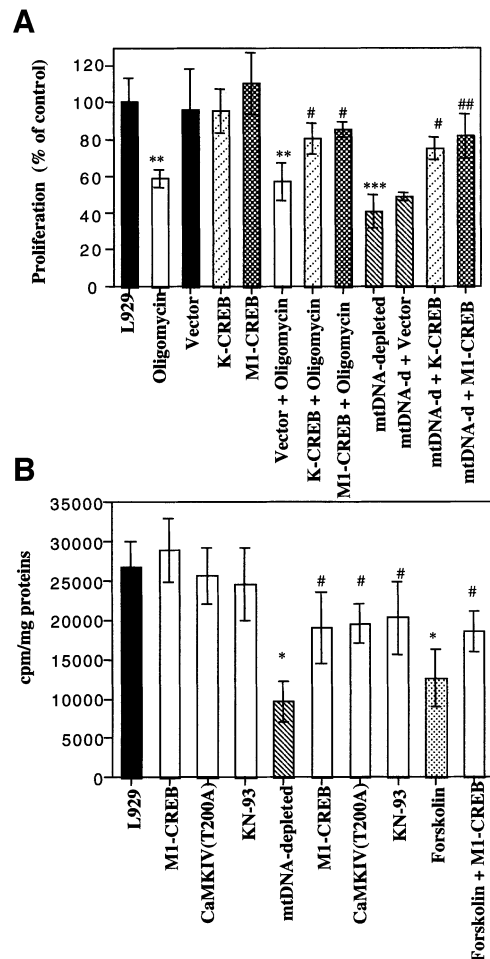 A
Proliferation (% of control)
120
100
80
60
40
20
0
**
**
#
#
***
#
##
L929
Oligomycin
Vector
K-CREB
M1-CREB
Vector + Oligomycin
K-CREB + Oligomycin
M1-CREB + Oligomycin
mtDNA-depleted
mtDNA-d + Vector
mtDNA-d + K-CREB
mtDNA-d + M1-CREB
B
cpm/mg proteins
35000
30000
25000
20000
15000
10000
5000
0
*
#
#
#
*
#
L929
M1-CREB
CaMKIV(T200A)
KN-93
mtDNA-depleted
M1-CREB
CaMKIV(T200A)
KN-93
Forskolin
Forskolin + M1-CREB